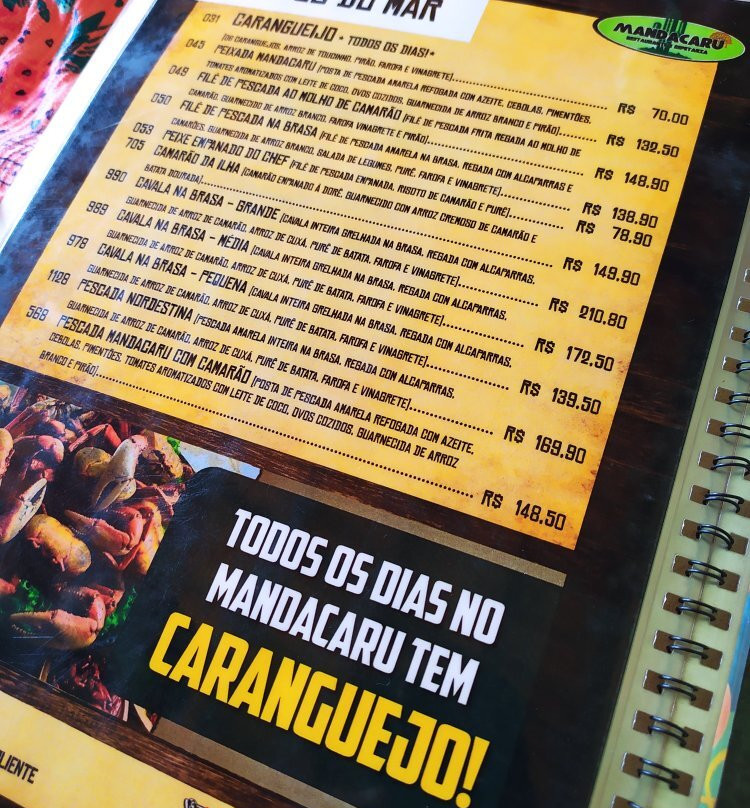 DO MAR
MANDACARU
031 CARANGUEIJO • TODOS OS DIAS! •
(06 CARANGUEJOS, ARROZ DE TOUCINHO, PIRÃO, FAROFA E VINAGRETE) R$ 70.00
045 PEIXADA MANDACARU (POSTA DE PESCADA AMARELA REFOGADA COM AZEITE, CEBOLAS, PIMENTÕES,
TOMATES AROMATIZADOS COM LEITE DE COCO, OVOS COZIDOS, GUARNECIDA DE ARROZ BRANCO E PIRÃO) R$ 132.50
049 FILÉ DE PESCADA AO MOLHO DE CAMARÃO (FILÉ DE PESCADA FRITA REGADA AO MOLHO DE
CAMARÃO, GUARNECIDO DE ARROZ BRANCO, FAROFA VINAGRETE E PIRÃO) R$ 148.90
050 FILÉ DE PESCADA NA BRASA (FILÉ DE PESCADA AMARELA NA BRASA, REGADA COM ALCAPARRAS E
CAMARÕES, GUARNECIDA DE ARROZ BRANCO, SALADA DE LEGUMES, PURÊ, FAROFA E VINAGRETE) R$ 138.90
053 PEIXE EMPANADO DO CHEF (FILÉ DE PESCADA EMPANADA, RISOTO DE CAMARÃO E PURÊ) R$ 78.90
705 CAMARÃO DA ILHA (CAMARÃO EMPANADO À DORÊ, GUARNECIDO COM ARROZ CREMOSO DE CAMARÃO E
BATATA DOURADA) R$ 149.90
990 CAVALA NA BRASA - GRANDE (CAVALA INTEIRA GRELHADA NA BRASA, REGADA COM ALCAPARRAS,
GUARNECIDA DE ARROZ DE CAMARÃO, ARROZ DE CUXÁ, PURÊ DE BATATA, FAROFA E VINAGRETE) R$ 210.80
989 CAVALA NA BRASA - MÉDIA (CAVALA INTEIRA GRELHADA NA BRASA, REGADA COM ALCAPARRAS,
GUARNECIDA DE ARROZ DE CAMARÃO, ARROZ DE CUXÁ, PURÊ DE BATATA, FAROFA E VINAGRETE) R$ 172.50
978 CAVALA NA BRASA - PEQUENA (CAVALA INTEIRA GRELHADA NA BRASA, REGADA COM ALCAPARRAS,
GUARNECIDA DE ARROZ DE CAMARÃO, ARROZ DE CUXÁ, PURÊ DE BATATA, FAROFA E VINAGRETE) R$ 139.50
1128 PESCADA NORDESTINA (PESCADA AMARELA INTEIRA NA BRASA, REGADA COM ALCAPARRAS,
GUARNECIDA DE ARROZ DE CAMARÃO, ARROZ DE CUXÁ, PURÊ DE BATATA, FAROFA E VINAGRETE) R$ 169.90
568 PESCADA MANDACARU COM CAMARÃO (POSTA DE PESCADA AMARELA REFOGADA COM AZEITE,
CEBOLAS, PIMENTÕES, TOMATES AROMATIZADOS COM LEITE DE COCO, OVOS COZIDOS, GUARNECIDA DE ARROZ
BRANCO E PIRÃO) R$ 148.50
TODOS OS DIAS NO
MANDACARU TEM
CARANGUEJO!
LIENTE